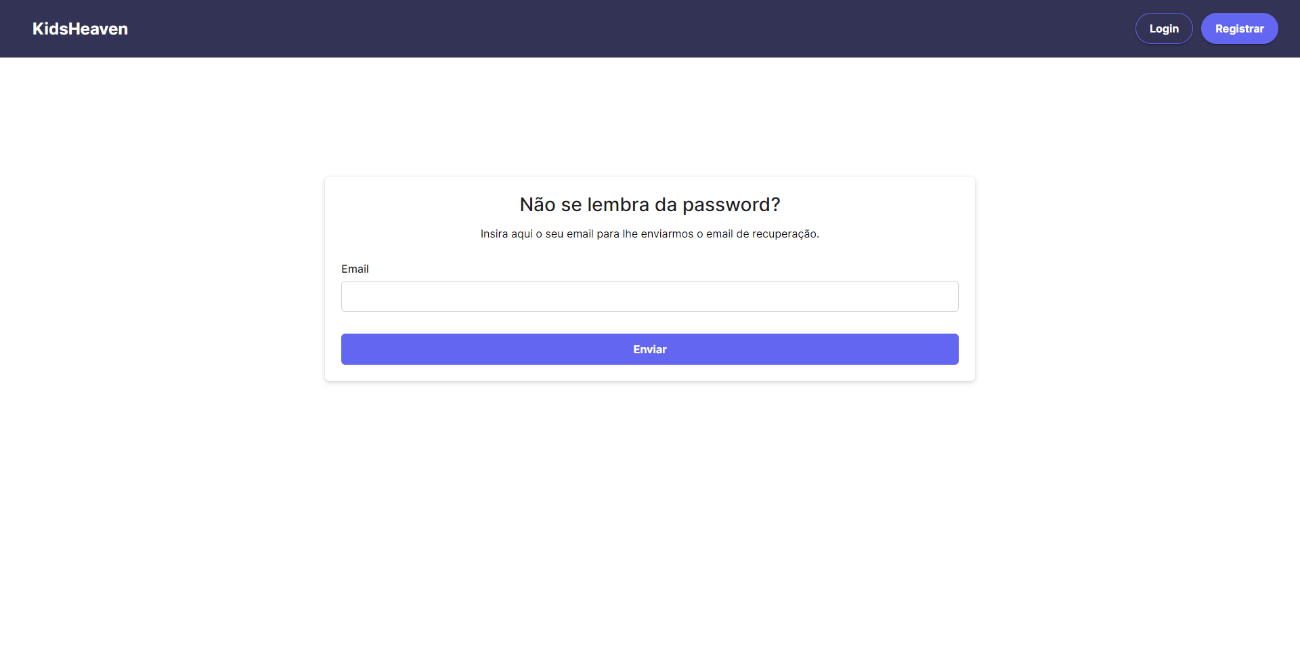 KidsHeaven
Login
Registrar
Não se lembra da password?
Insira aqui o seu email para lhe enviarmos o email de recuperação.
Email
Enviar